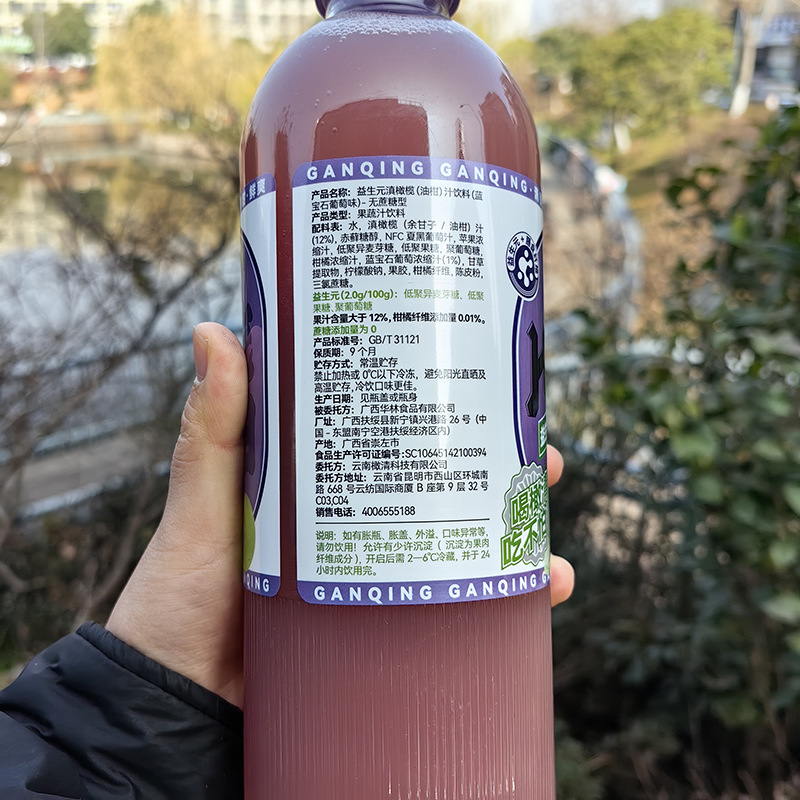 GANQING GANQING
鲜爽
产品名称：益生元滇橄榄（油柑）汁饮料（蓝
宝石葡萄味）- 无蔗糖型
产品类型：果蔬汁饮料
配料表：水，滇橄榄（余甘子 / 油柑）汁
(12%), 赤藓糖醇, NFC 夏黑葡萄汁, 苹果浓
缩汁, 低聚异麦芽糖, 低聚果糖, 聚葡萄糖,
柑橘浓缩汁, 蓝宝石葡萄浓缩汁(1%), 甘草
提取物, 柠檬酸钠, 果胶, 柑橘纤维, 陈皮粉,
三氯蔗糖。
益生元(2.0g/100g)：低聚异麦芽糖、低聚
果糖、聚葡萄糖
果汁含量大于 12%, 柑橘纤维添加量 0.01%。
蔗糖添加量为 0
产品标准号：GB/T 31121
保质期：9 个月
贮存方式：常温贮存
禁止加热或 0℃以下冷冻，避免阳光直晒及
高温贮存, 冷饮口味更佳。
生产日期：见瓶盖或瓶身
被委托方：广西华林食品有限公司
厂址：广西扶绥县新宁镇兴港路 26 号（中
国 - 东盟南宁空港扶绥经济区内）
产地：广西省崇左市
食品生产许可证编号:SC10645142100394
委托方：云南橄清科技有限公司
委托方地址：云南省昆明市西山区环城南
路 668 号云纺国际商厦 B 座第 9 层 32 号
C03,C04
销售电话：4006555188
说明：如有胀瓶、胀盖、外溢、口味异常等，
请勿饮用！允许有少许沉淀（ 沉淀为果肉
纤维成分），开启后需 2—6℃冷藏，并于 24
小时内饮用完。
GANQING GANQING
QING
益生元+
H
喝橄
吃不怕